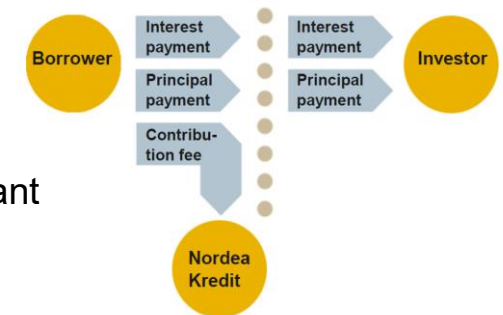 Borrower
Interest
payment
Interest
payment
Investor
Principal
payment
Principal
payment
Contribu-
tion fee
ant
Nordea
Kredit